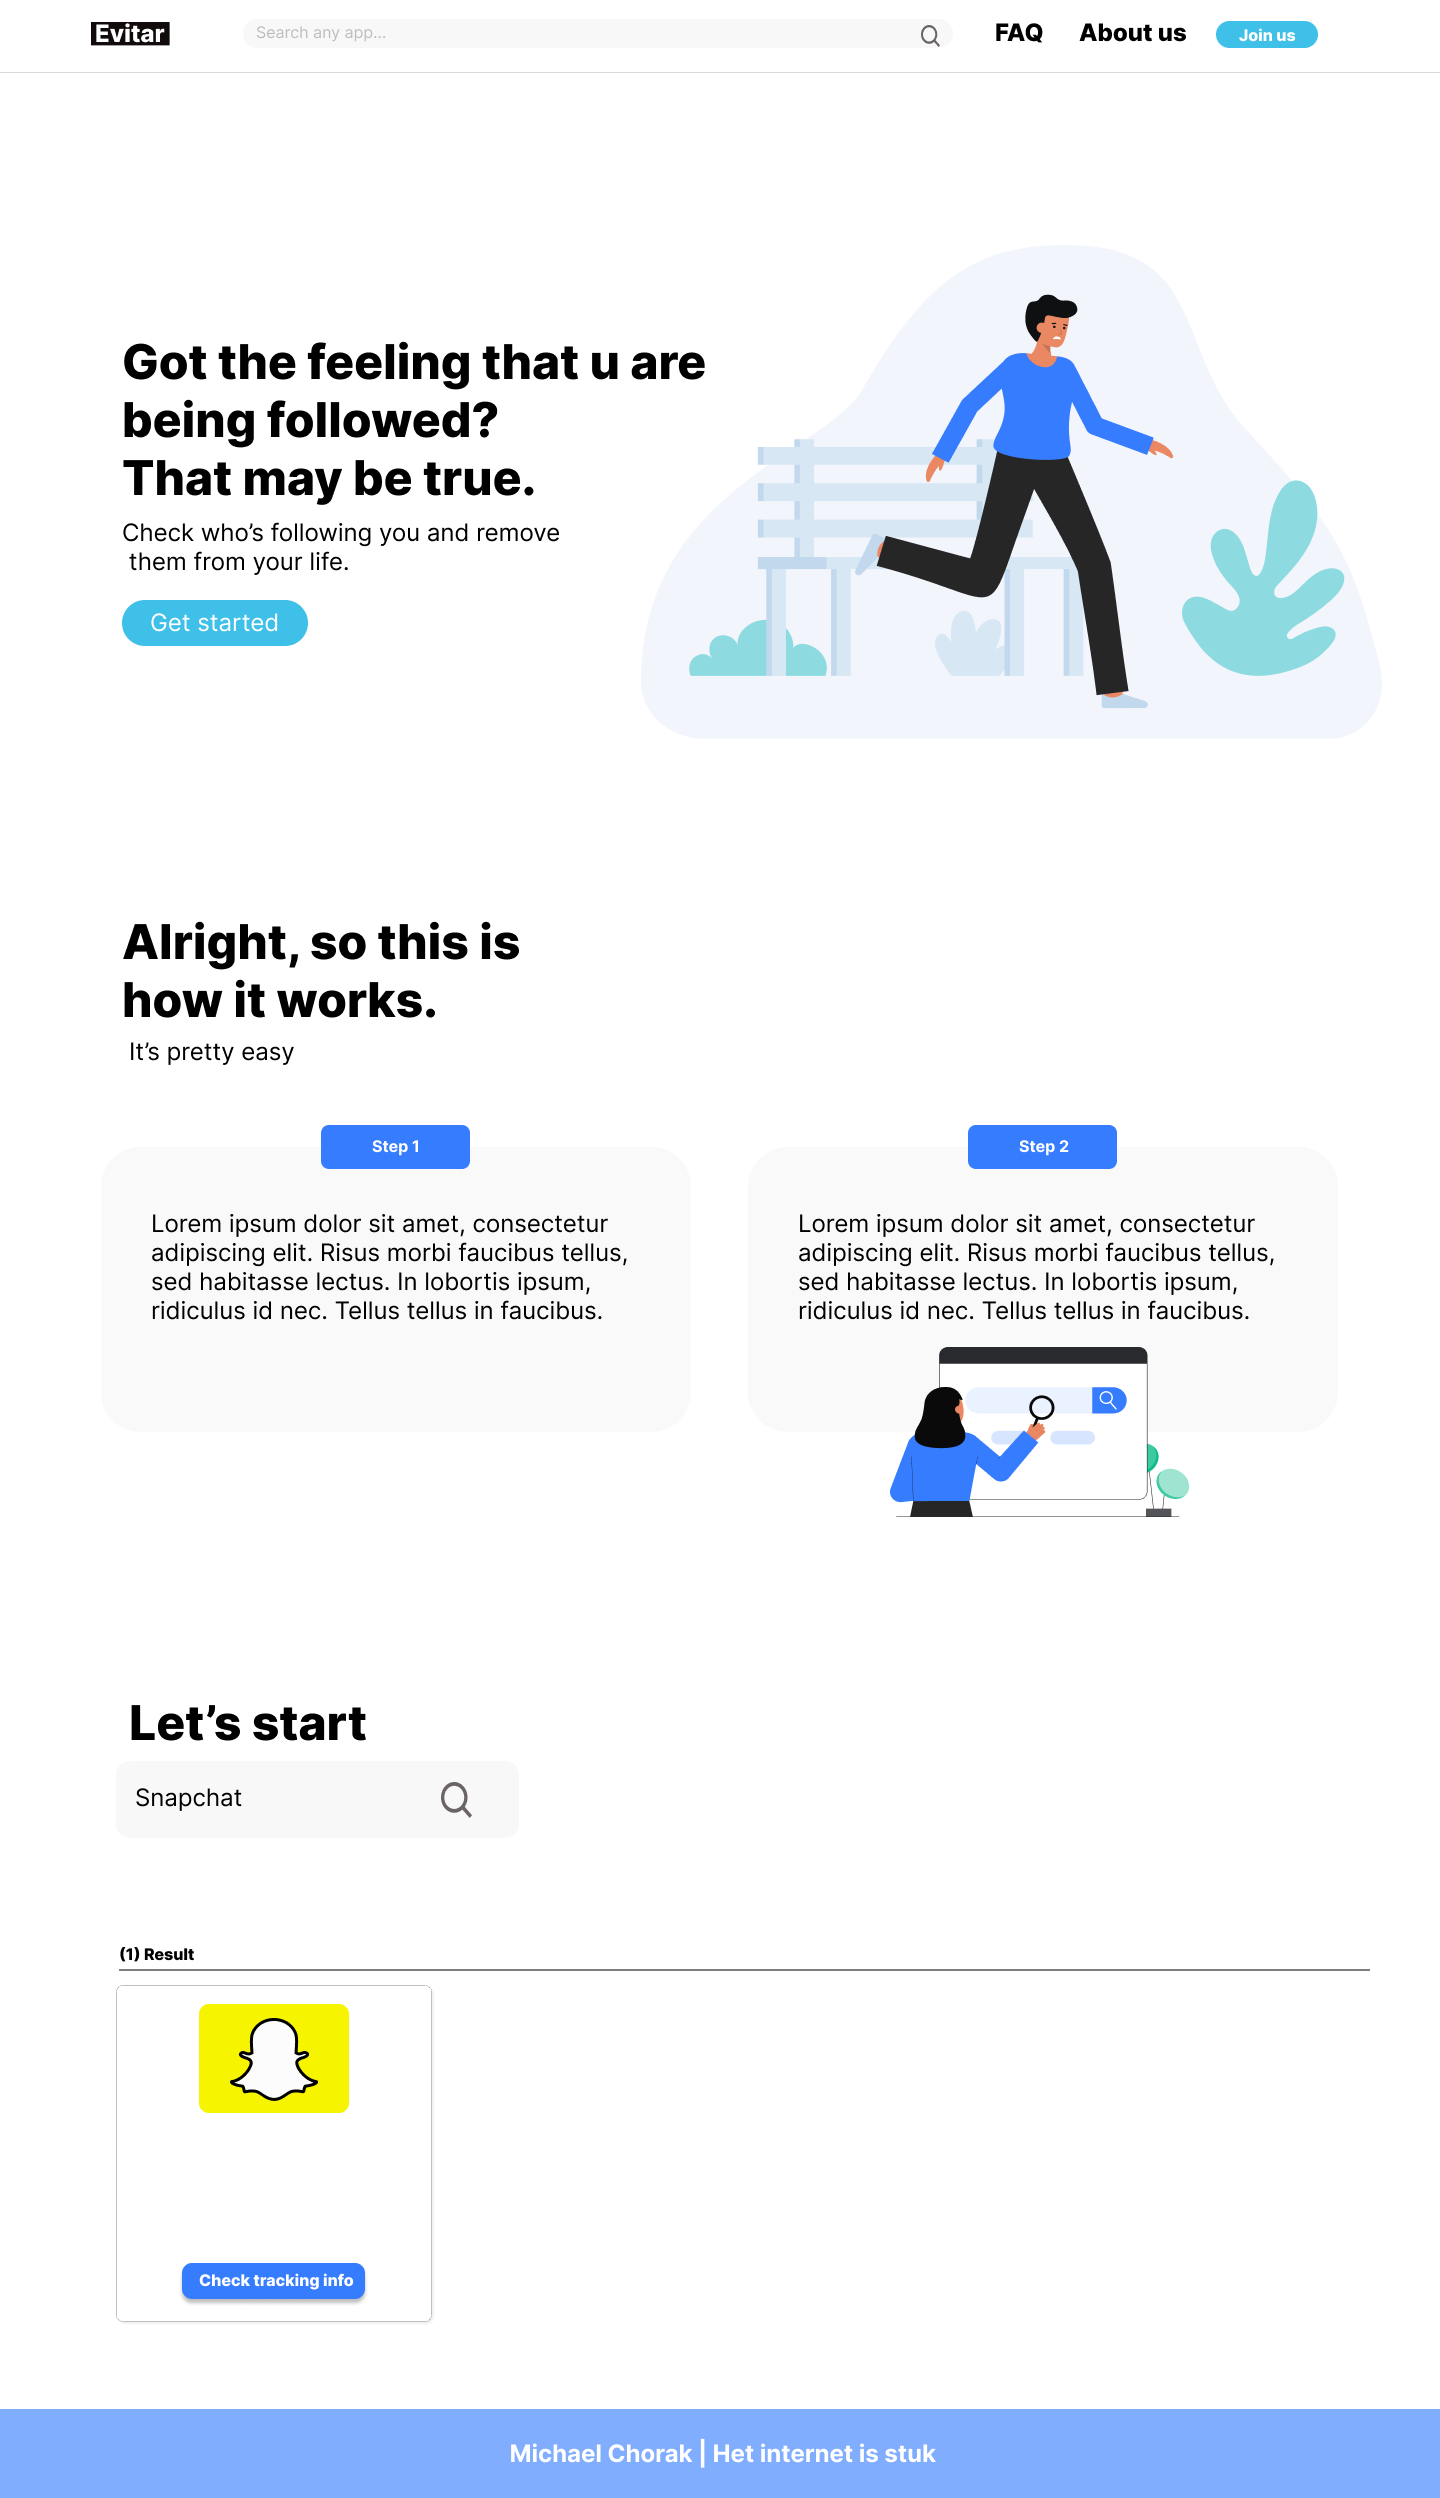 Evitar
Search any app...
FAQ
About us
Join us
Got the feeling that u are
being followed?
That may be true.
Check who’s following you and remove
them from your life.
Get started
Alright, so this is
how it works.
It’s pretty easy
Step 1
Lorem ipsum dolor sit amet, consectetur
adipiscing elit. Risus morbi faucibus tellus,
sed habitasse lectus. In lobortis ipsum,
ridiculus id nec. Tellus tellus in faucibus.
Step 2
Lorem ipsum dolor sit amet, consectetur
adipiscing elit. Risus morbi faucibus tellus,
sed habitasse lectus. In lobortis ipsum,
ridiculus id nec. Tellus tellus in faucibus.
Let’s start
Snapchat
(1) Result
Check tracking info
Michael Chorak | Het internet is stuk